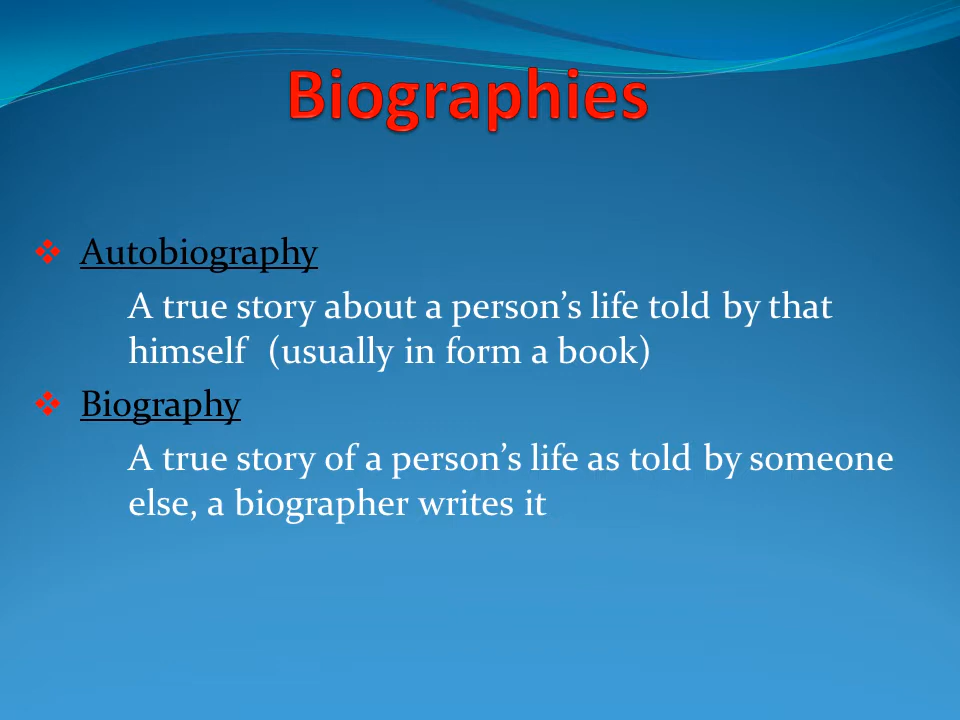 Biographies
Autobiography
A true story about a person’s life told by that
himself (usually in form a book)
Biography
A true story of a person’s life as told by someone
else, a biographer writes it